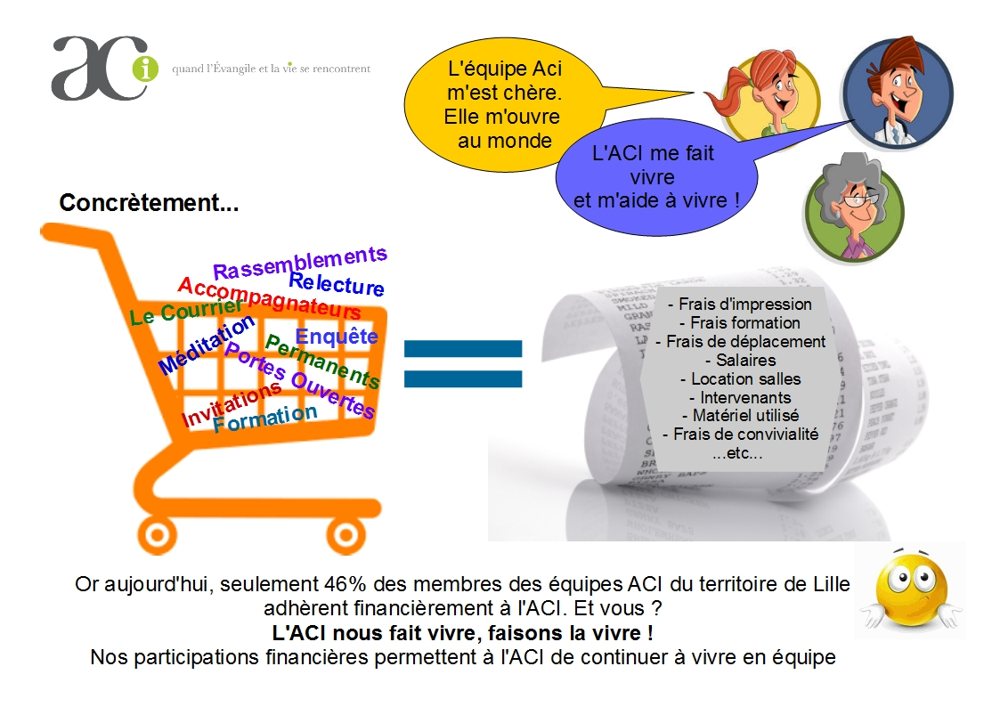 aci
quand l'Évangile et la vie se rencontrent
L'équipe Aci
m'est chère.
Elle m'ouvre
au monde
L'ACI me fait
vivre
et m'aide à vivre !
Concrètement...
Rassemblements
Relecture
Accompagnateurs
Le Courrier
Méditation
Enquête
Permanents
Portes Ouvertes
Invitations
Formation
- Frais d'impression
- Frais formation
- Frais de déplacement
- Salaires
- Location salles
- Intervenants
- Matériel utilisé
- Frais de convivialité
...etc...
Or aujourd'hui, seulement 46% des membres des équipes ACI du territoire de Lille
adhèrent financièrement à l'ACI. Et vous ?
L'ACI nous fait vivre, faisons la vivre !
Nos participations financières permettent à l'ACI de continuer à vivre en équipe